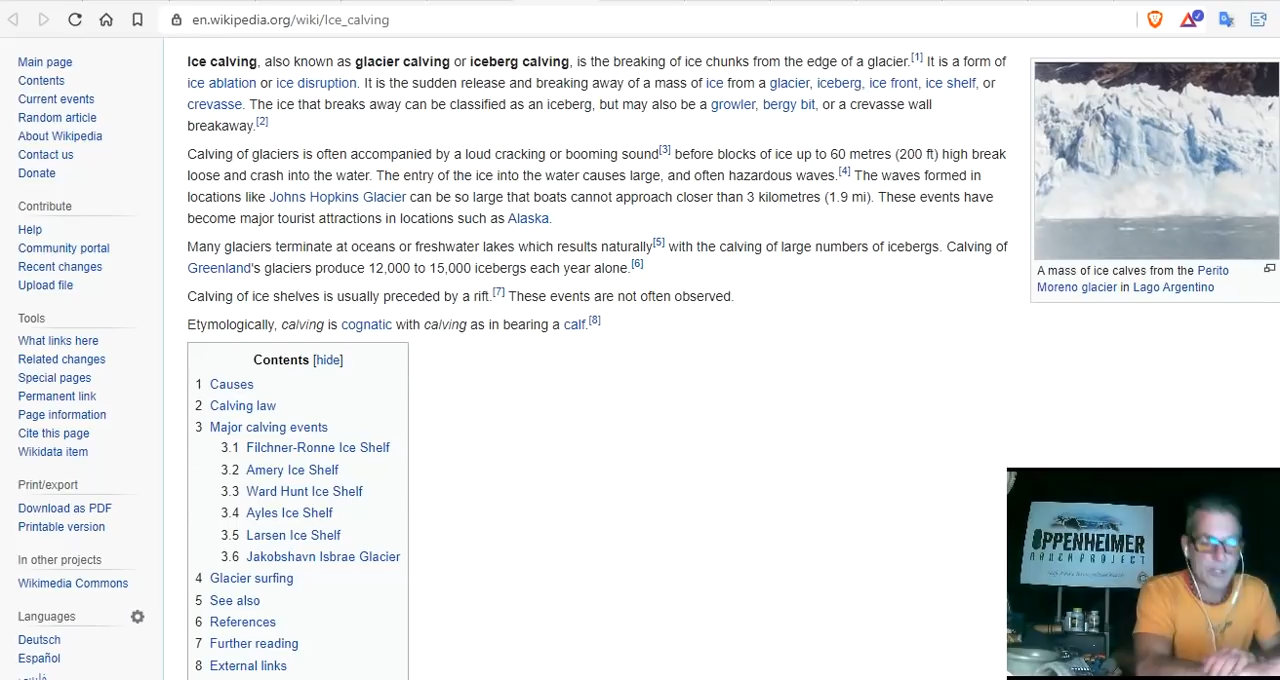 en.wikipedia.org/wiki/Ice_calving
Main page
Contents
Current events
Random article
About Wikipedia
Contact us
Donate
Contribute
Help
Community portal
Recent changes
Upload file
Tools
What links here
Related changes
Special pages
Permanent link
Page information
Cite this page
Wikidata item
Print/export
Download as PDF
Printable version
In other projects
Wikimedia Commons
Languages
Deutsch
Español
Ice calving, also known as glacier calving or iceberg calving, is the breaking of ice chunks from the edge of a glacier.[1] It is a form of
ice ablation or ice disruption. It is the sudden release and breaking away of a mass of ice from a glacier, iceberg, ice front, ice shelf, or
crevasse. The ice that breaks away can be classified as an iceberg, but may also be a growler, bergy bit, or a crevasse wall
breakaway.[2]
Calving of glaciers is often accompanied by a loud cracking or booming sound[3] before blocks of ice up to 60 metres (200 ft) high break
loose and crash into the water. The entry of the ice into the water causes large, and often hazardous waves.[4] The waves formed in
locations like Johns Hopkins Glacier can be so large that boats cannot approach closer than 3 kilometres (1.9 mi). These events have
become major tourist attractions in locations such as Alaska.
Many glaciers terminate at oceans or freshwater lakes which results naturally[5] with the calving of large numbers of icebergs. Calving of
Greenland's glaciers produce 12,000 to 15,000 icebergs each year alone.[6]
Calving of ice shelves is usually preceded by a rift.[7] These events are not often observed.
Etymologically, calving is cognatic with calving as in bearing a calf.[8]
Contents [hide]
1 Causes
2 Calving law
3 Major calving events
3.1 Filchner-Ronne Ice Shelf
3.2 Amery Ice Shelf
3.3 Ward Hunt Ice Shelf
3.4 Ayles Ice Shelf
3.5 Larsen Ice Shelf
3.6 Jakobshavn Isbrae Glacier
4 Glacier surfing
5 See also
6 References
7 Further reading
8 External links
A mass of ice calves from the Perito
Moreno glacier in Lago Argentino
OPPENHEIMER
RANCH PROJECT